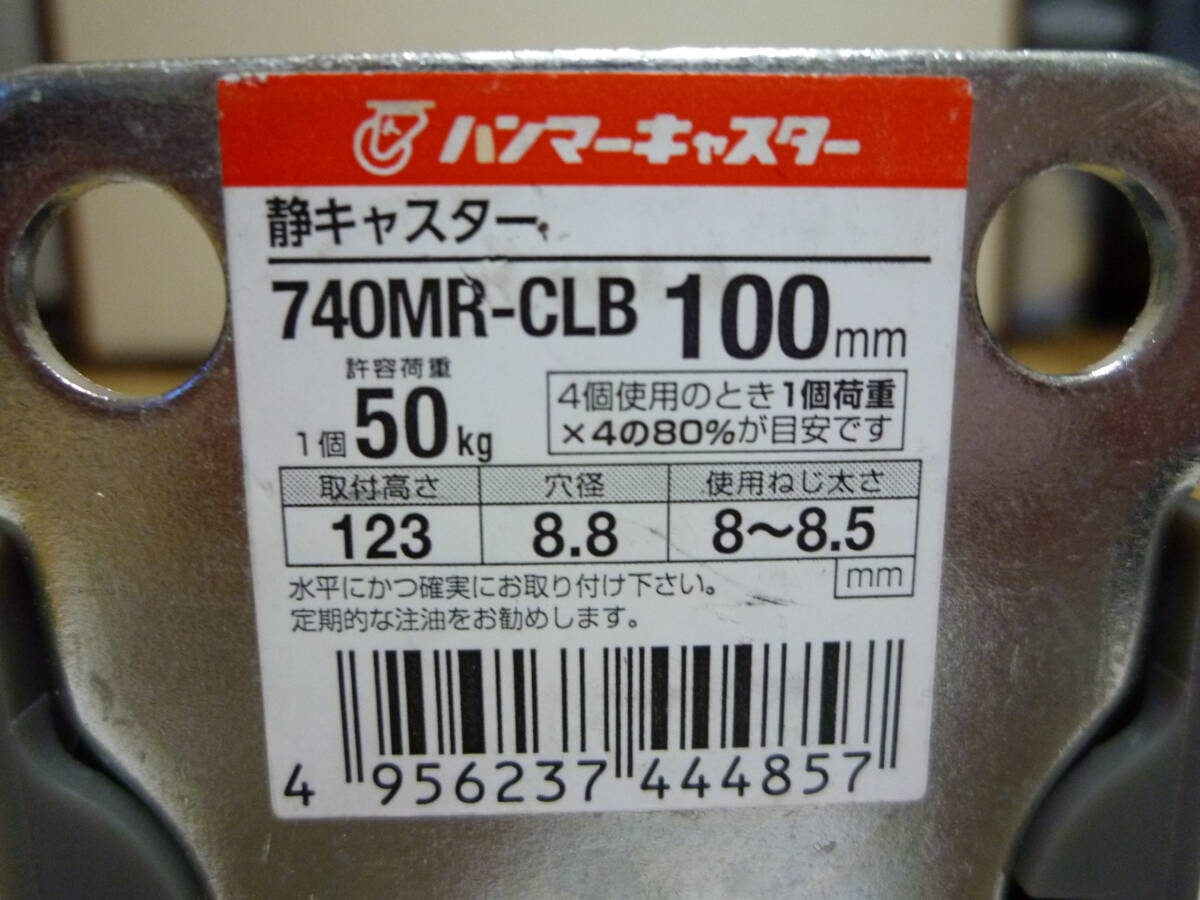 ハンマーキャスター
静キャスター
740MR-CLB 100mm
許容荷重
1個 50kg
4個使用のとき1個荷重
×4の80%が目安です
取付高さ 穴径 使用ねじ太さ
123 8.8 8～8.5
mm
水平にかつ確実にお取り付け下さい。
定期的な注油をお勧めします。
4 956237 444857